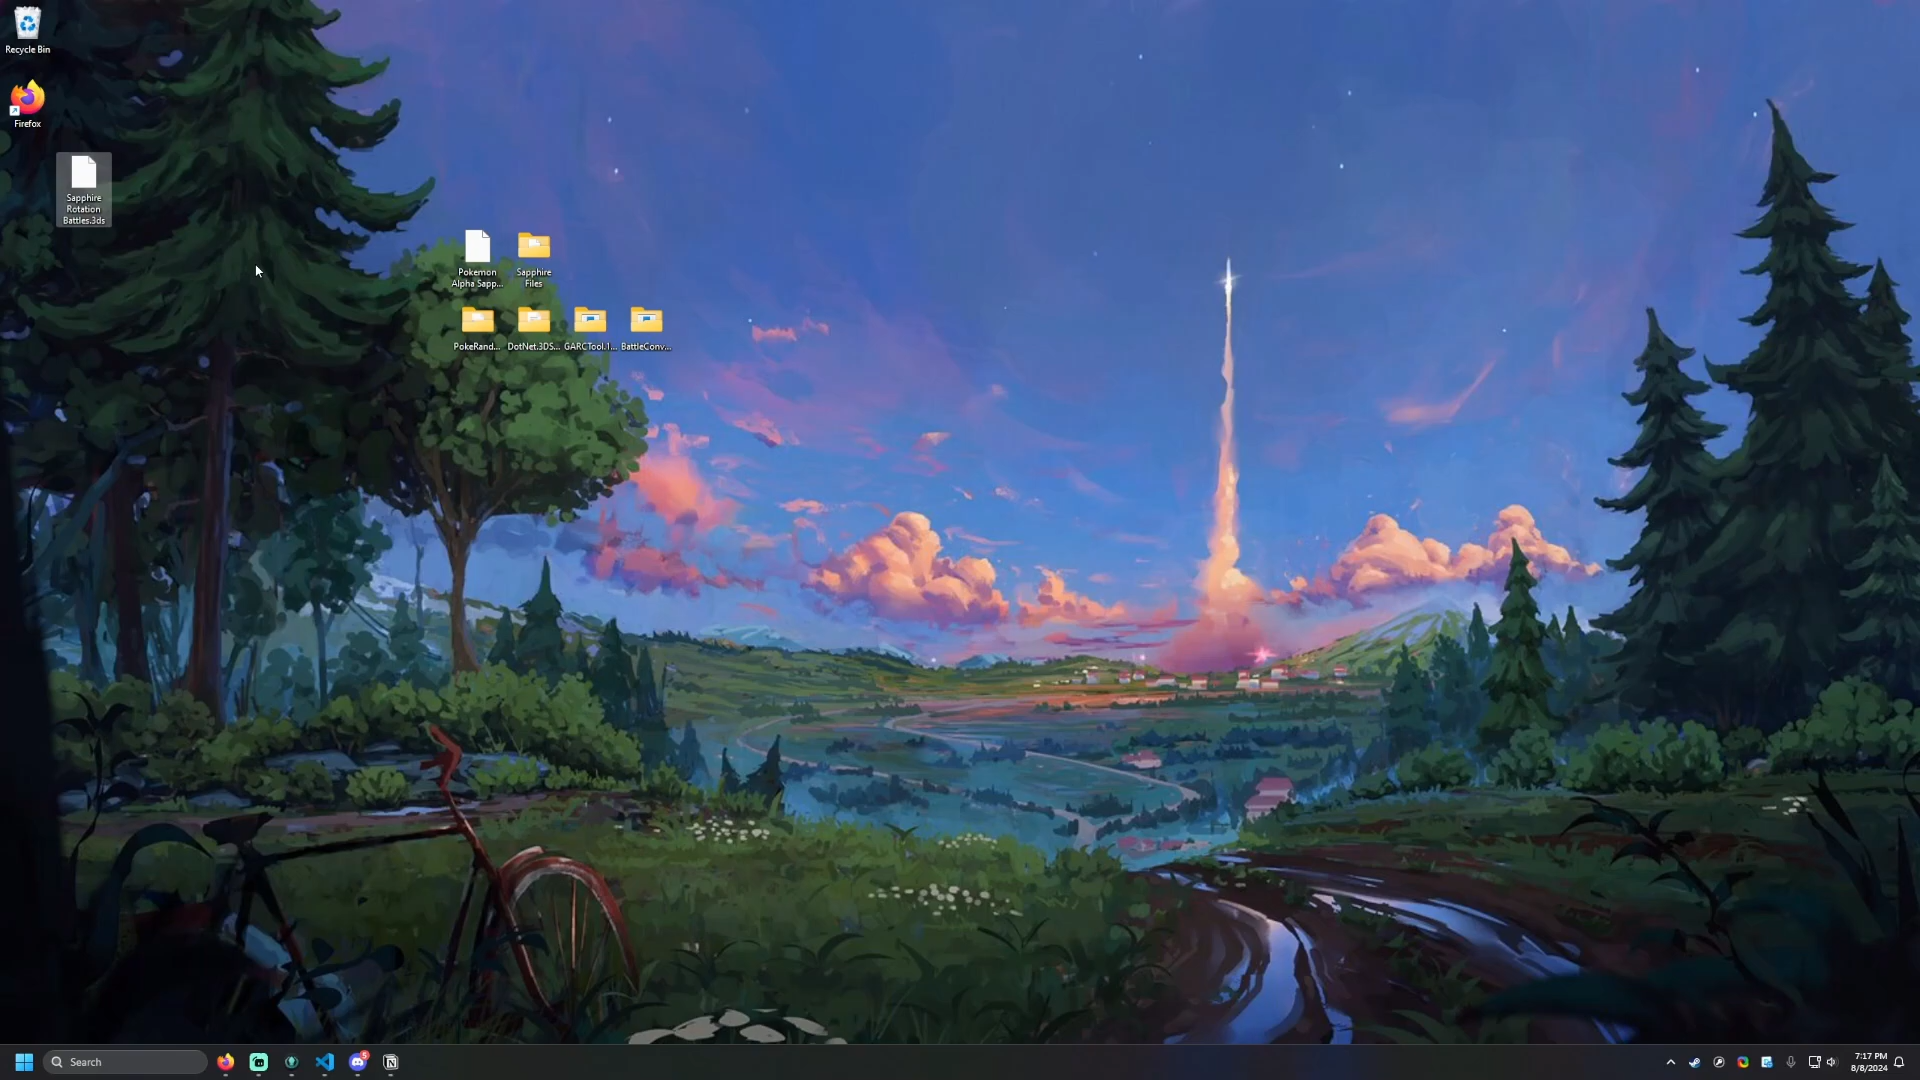 Recycle Bin
Firefox
Sapphire
Rotation
Battles.3ds
Pokemon
Alpha Sapp...
Sapphire
Files
PokeRand...
DotNet.3DS...
GARCTool.1...
BattleConv...
Search
5
7:17 PM
8/8/2024